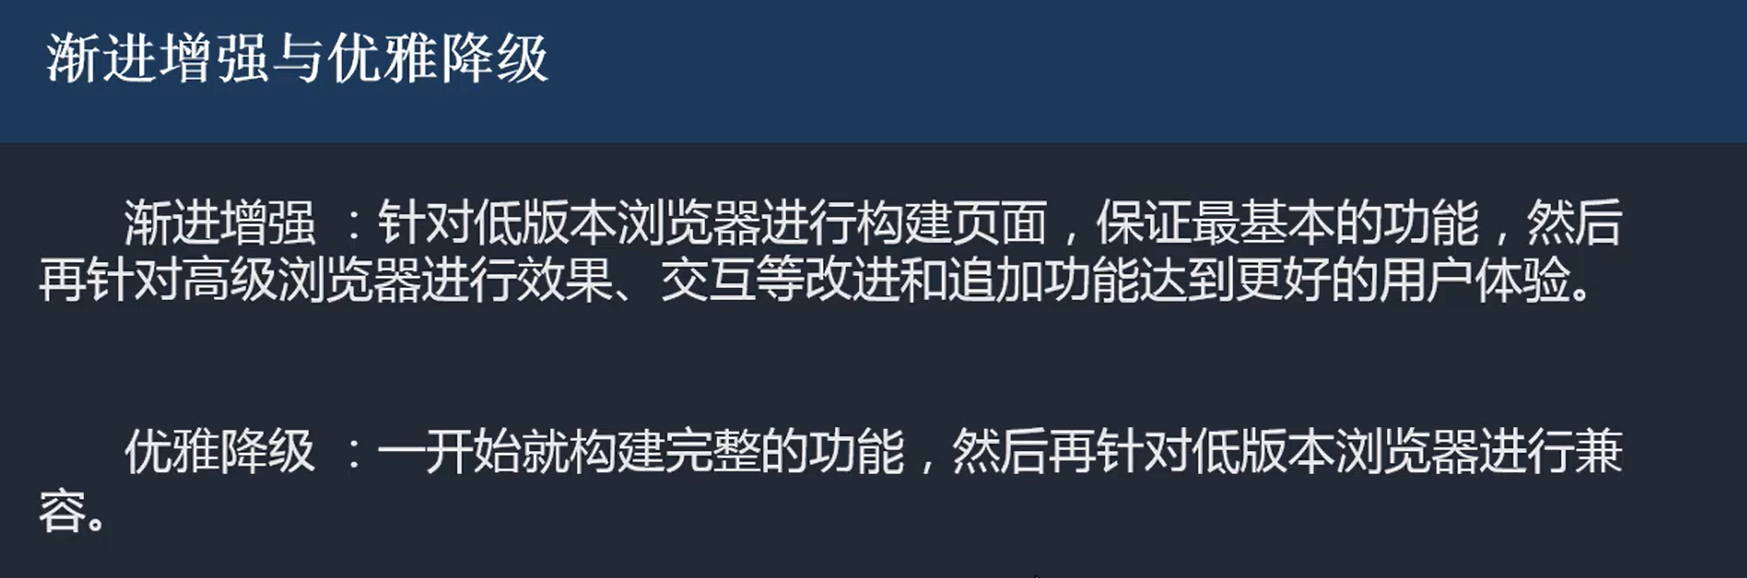 渐进增强与优雅降级
渐进增强 ：针对低版本浏览器进行构建页面，保证最基本的功能，然后
再针对高级浏览器进行效果、交互等改进和追加功能达到更好的用户体验。
优雅降级 ：一开始就构建完整的功能，然后再针对低版本浏览器进行兼
容。